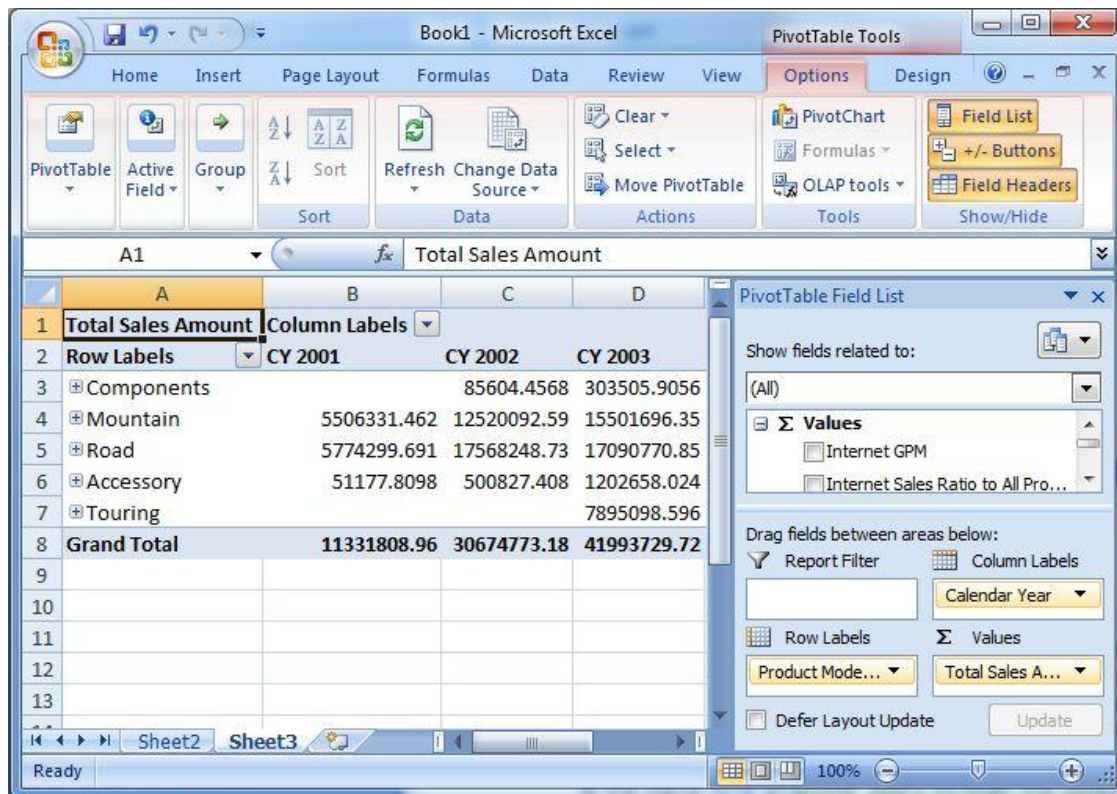 Book1 - Microsoft Excel
PivotTable Tools
Home Insert Page Layout Formulas Data Review View Options Design
PivotTable
Active Field
Group
A Z
Z A
A Z
Z A
Sort
Sort
Refresh
Change Data Source
Data
Clear
Select
Move PivotTable
Actions
PivotChart
Formulas
OLAP tools
Tools
Field List
+/- Buttons
Field Headers
Show/Hide
A1 fx Total Sales Amount
A B C D
1 Total Sales Amount Column Labels
2 Row Labels CY 2001 CY 2002 CY 2003
3 Components 85604.4568 303505.9056
4 Mountain 5506331.462 12520092.59 15501696.35
5 Road 5774299.691 17568248.73 17090770.85
6 Accessory 51177.8098 500827.408 1202658.024
7 Touring 7895098.596
8 Grand Total 11331808.96 30674773.18 41993729.72
9
10
11
12
13
PivotTable Field List
Show fields related to:
(All)
Σ Values
Internet GPM
Internet Sales Ratio to All Pro...
Drag fields between areas below:
Report Filter
Column Labels
Calendar Year
Row Labels
Σ Values
Product Mode...
Total Sales A...
Defer Layout Update
Update
Sheet2 Sheet3
Ready
100%